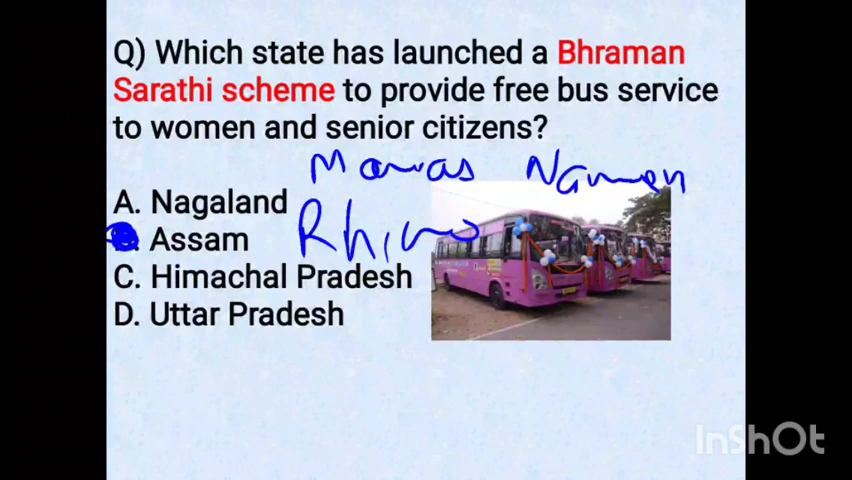 Q) Which state has launched a Bhraman
Sarathi scheme to provide free bus service
to women and senior citizens?
Manas Namen
A. Nagaland
Rhino
Assam
C. Himachal Pradesh
D. Uttar Pradesh
InShOt